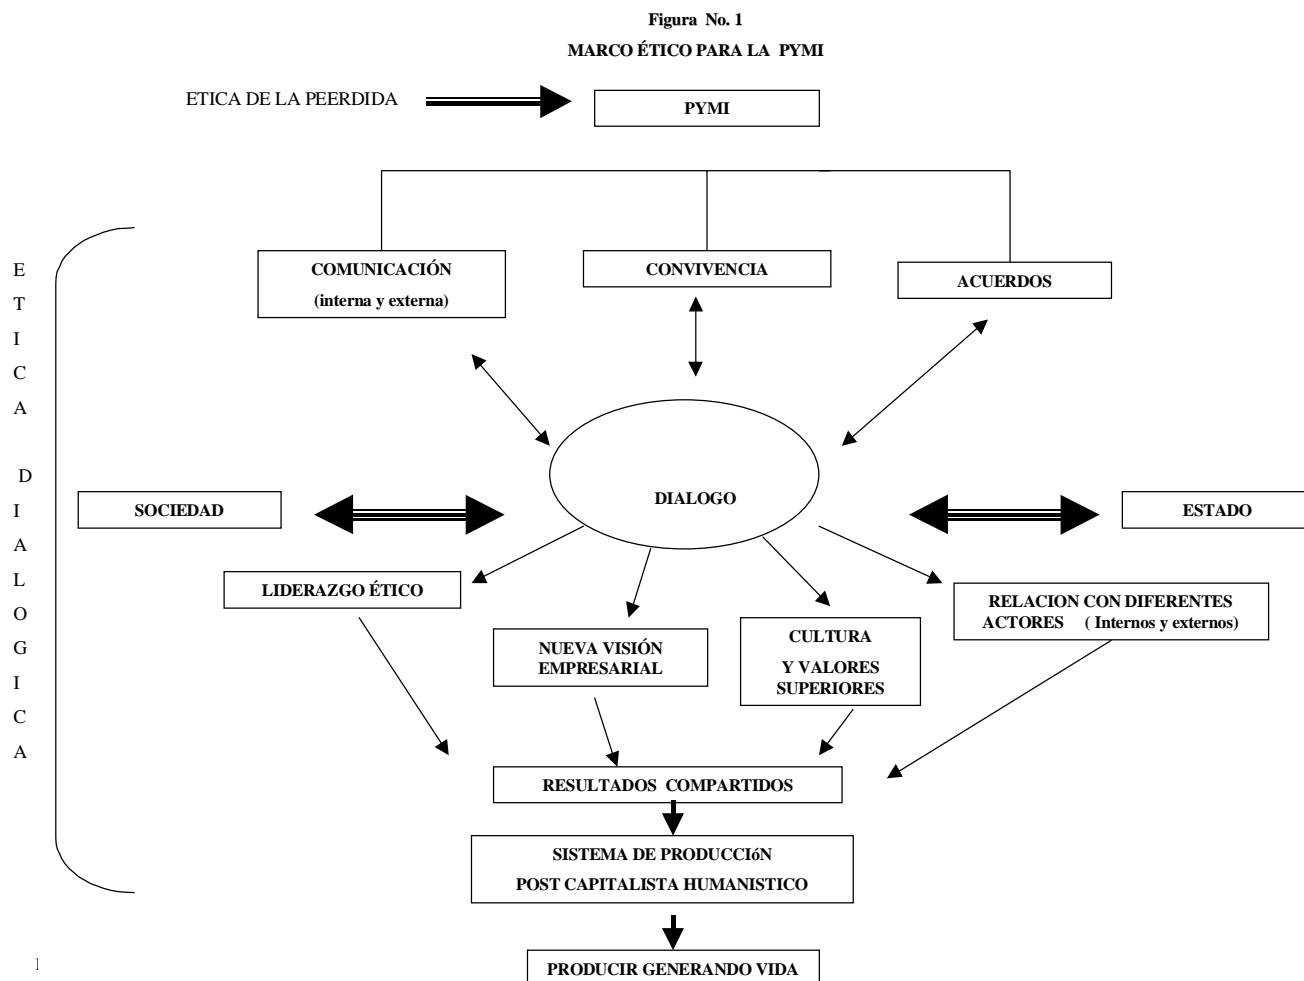 Figura No. 1
MARCO ÉTICO PARA LA PYMI
ETICA DE LA PEERDIDA
PYMI
COMUNICACIÓN
(interna y externa)
CONVIVENCIA
ACUERDOS
E
T
I
C
A
D
I
A
L
O
G
I
C
A
DIALOGO
SOCIEDAD
ESTADO
LIDERAZGO ÉTICO
NUEVA VISIÓN
EMPRESARIAL
CULTURA
Y VALORES
SUPERIORES
RELACION CON DIFERENTES
ACTORES ( Internos y externos)
RESULTADOS COMPARTIDOS
SISTEMA DE PRODUCCIóN
POST CAPITALISTA HUMANISTICO
PRODUCIR GENERANDO VIDA